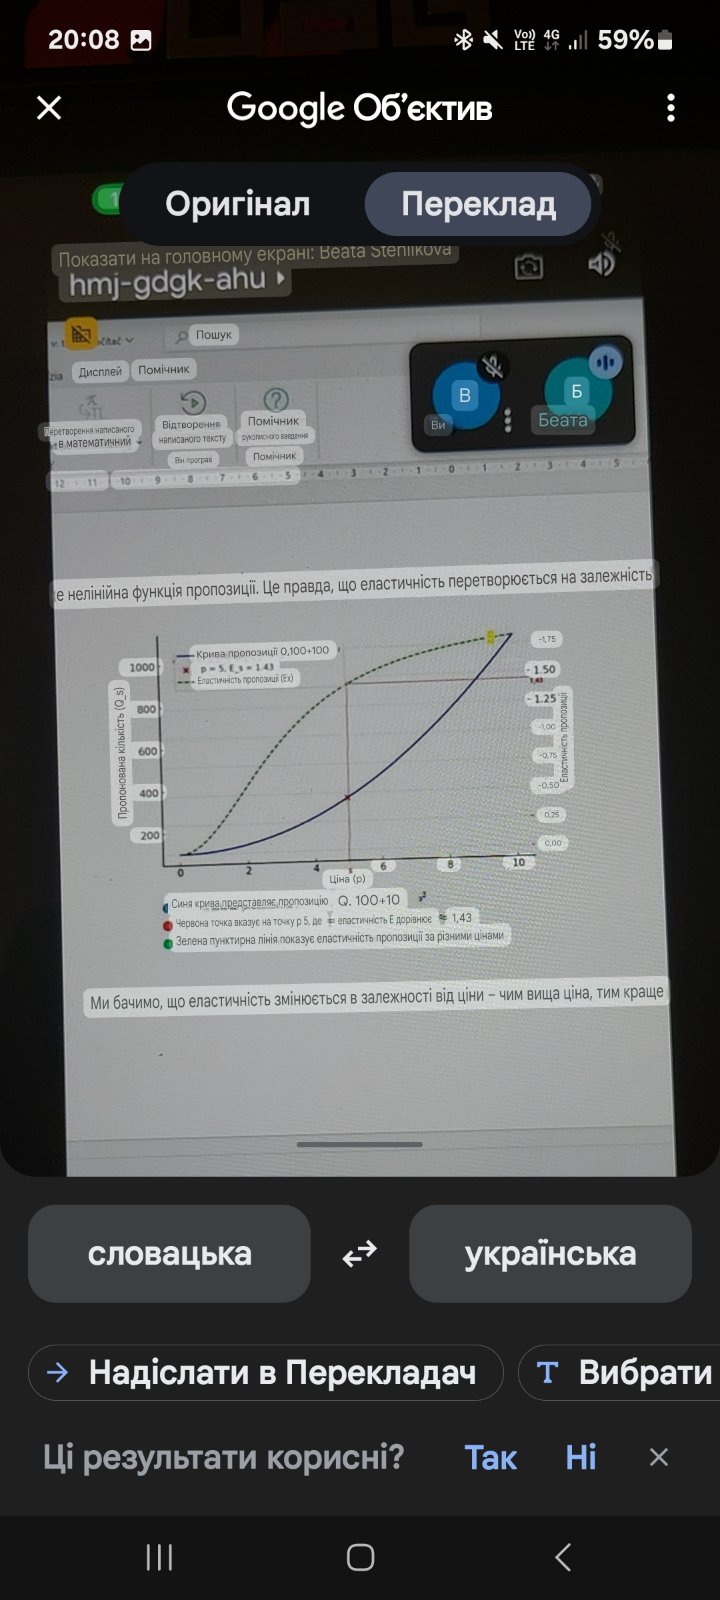 20:08
Vo)) LTE 4G 59%
Google Об’єктив
Оригінал
Переклад
Показати на головному екрані: Beata Stehlikova
hmj-gdgk-ahu
Пошук
Дисплей
Помічник
Перетворення написаного в математичний
Відтворення написаного тексту
Помічник рукописного введення
Він програв
Помічник
В
Ви
Б
Беата
12 11 10 9 8 7 6 5 4 3 2 1 0 1 2 3 4 5
е нелінійна функція пропозиції. Це правда, що еластичність перетворюється на залежність
Крива пропозиції 0,100+100
p = 5, E_s = 1.43
Еластичність пропозиції (Ex)
Пропонована кількість (Q_s)
1000
800
600
400
200
-1,75
- 1.50
1,43
- 1.25
-1,00
-0,75
-0,50
0,25
0,00
Еластичність пропозиції
0 2 4 5 6 8 10
Ціна (p)
Синя крива представляє пропозицію Q. 100+10
Червона точка вказує на точку p 5, де = еластичність E дорівнює ≈ 1,43
Зелена пунктирна лінія показує еластичність пропозиції за різними цінами
Ми бачимо, що еластичність змінюється в залежності від ціни – чим вища ціна, тим краще
словацька
українська
Надіслати в Перекладач
Вибрати
Ці результати корисні?
Так
Ні